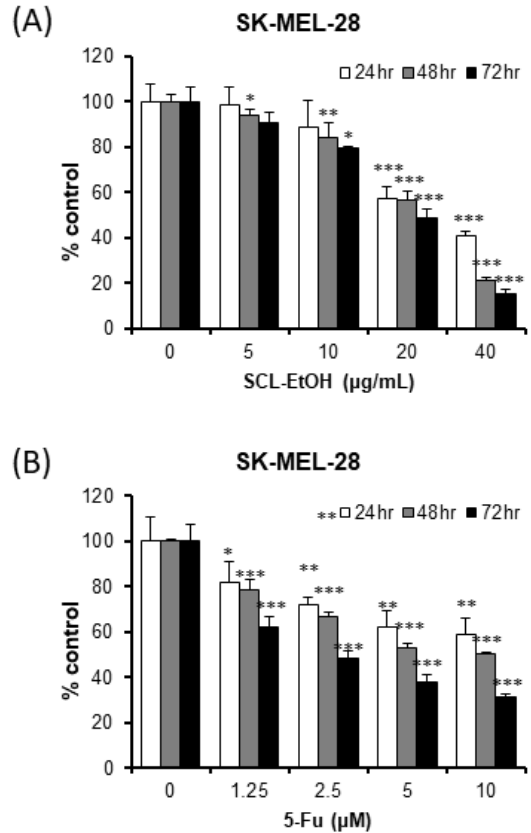 (A)
SK-MEL-28
24hr 48hr 72hr
120
100
80
60
40
20
0
% control
*
**
*
***
***
***
***
***
***
0 5 10 20 40
SCL-EtOH (µg/mL)
(B)
SK-MEL-28
** 24hr 48hr 72hr
120
100
80
60
40
20
0
% control
*
***
***
**
***
***
**
***
***
**
***
***
0 1.25 2.5 5 10
5-Fu (µM)